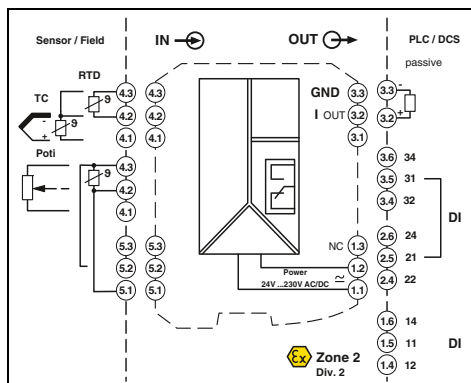 Sensor / Field
IN
OUT
PLC / DCS
passive
RTD
TC
-
+
ϑ
ϑ
4.3
4.2
4.1
4.3
4.2
4.1
GND
I OUT
3.3
3.2
3.1
3.3
3.2
-
+
Poti
ϑ
4.3
4.2
4.1
5.3
5.2
5.1
5.3
5.2
5.1
3.6 34
3.5 31
3.4 32
DI
2.6 24
2.5 21
2.4 22
NC 1.3
1.2
1.1
Power
24V ...230V AC/DC
1.6 14
1.5 11
1.4 12
DI
Ex
Zone 2
Div. 2